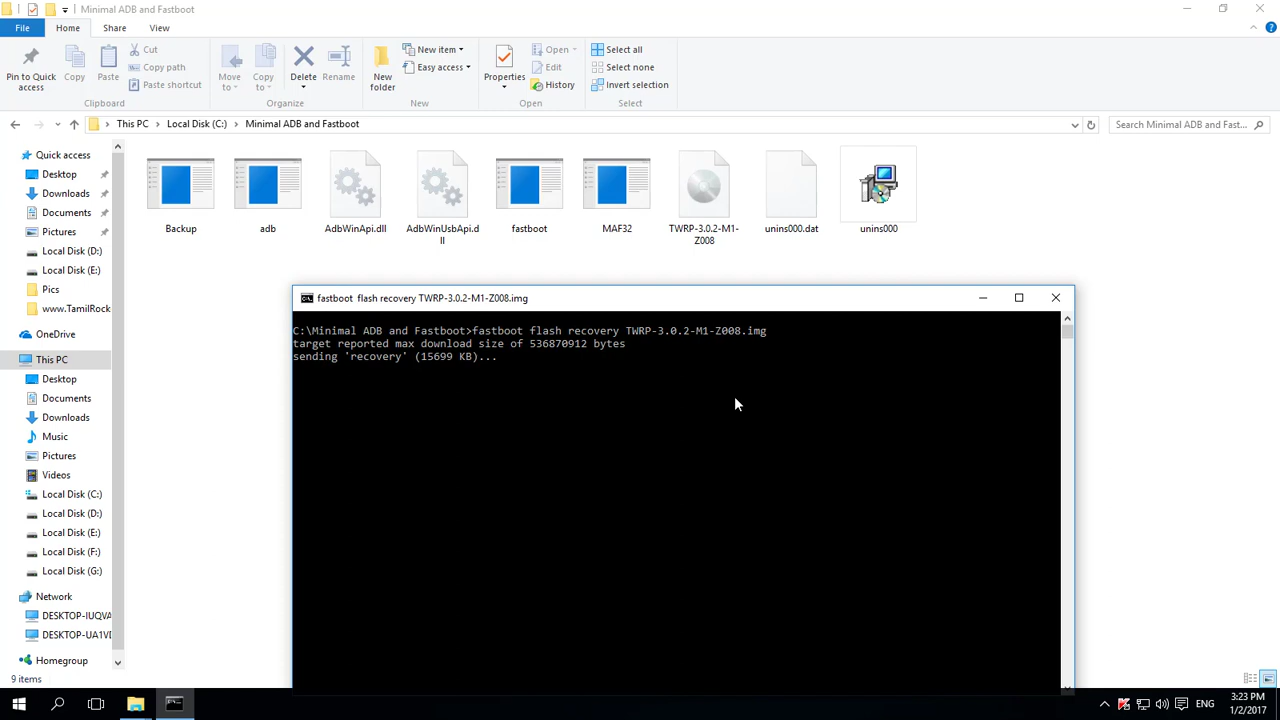 Minimal ADB and Fastboot
File
Home
Share
View
Pin to Quick
access
Copy
Paste
Cut
Copy path
Paste shortcut
Clipboard
Move
to
Copy
to
Delete
Rename
Organize
New
folder
New item
Easy access
New
Properties
Open
Edit
History
Open
Select all
Select none
Invert selection
Select
This PC
Local Disk (C:)
Minimal ADB and Fastboot
Search Minimal ADB and Fast...
Quick access
Desktop
Downloads
Documents
Pictures
Local Disk (D:)
Local Disk (E:)
Pics
www.TamilRock
OneDrive
This PC
Desktop
Documents
Downloads
Music
Pictures
Videos
Local Disk (C:)
Local Disk (D:)
Local Disk (E:)
Local Disk (F:)
Local Disk (G:)
Network
DESKTOP-IUQVA
DESKTOP-UA1VD
Homegroup
9 items
Backup
adb
AdbWinApi.dll
AdbWinUsbApi.d
ll
fastboot
MAF32
TWRP-3.0.2-M1-
Z008
unins000.dat
unins000
fastboot  flash recovery TWRP-3.0.2-M1-Z008.img
C:\Minimal ADB and Fastboot>fastboot flash recovery TWRP-3.0.2-M1-Z008.img
target reported max download size of 536870912 bytes
sending 'recovery' (15699 KB)...
ENG
3:23 PM
1/2/2017